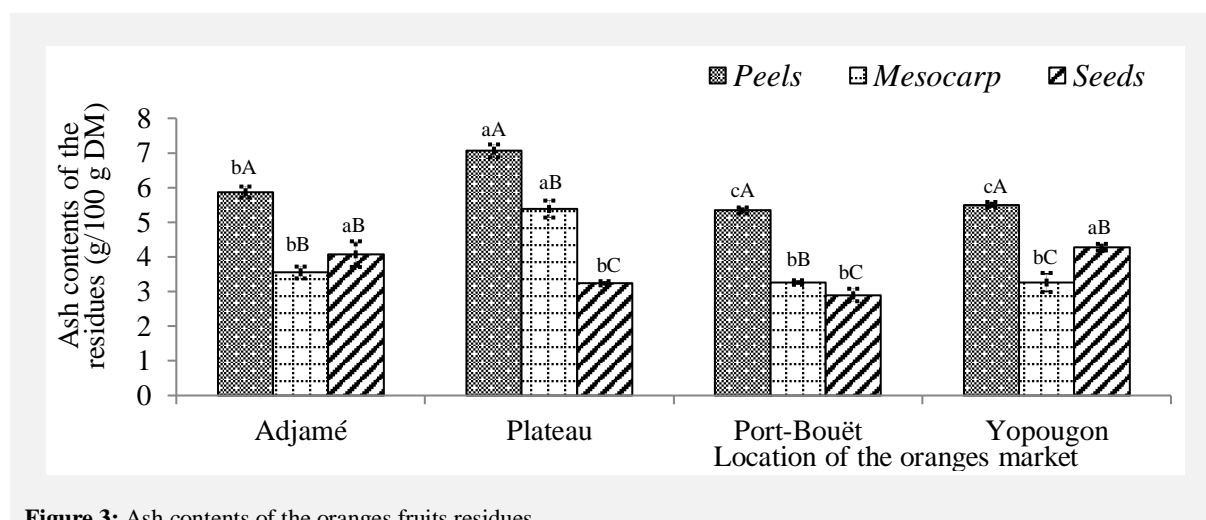 Peels Mesocarp Seeds
Ash contents of the
residues (g/100 g DM)
8
7
6
5
4
3
2
1
0
bA
bB
aB
aA
aB
bC
cA
bB
bC
cA
bC
aB
Adjamé Plateau Port-Bouët Yopougon
Location of the oranges market
Figure 3: Ash contents of the oranges fruits residues